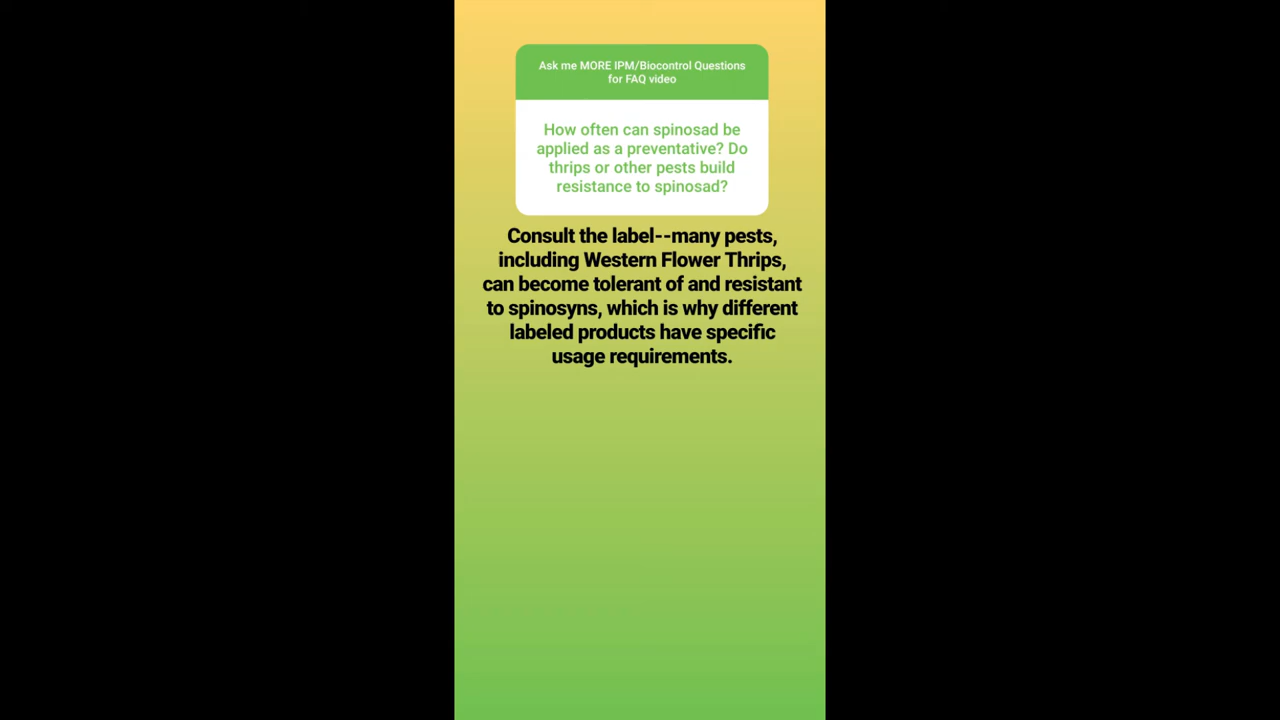 Ask me MORE IPM/Biocontrol Questions
for FAQ video
How often can spinosad be
applied as a preventative? Do
thrips or other pests build
resistance to spinosad?
Consult the label--many pests,
including Western Flower Thrips,
can become tolerant of and resistant
to spinosyns, which is why different
labeled products have specific
usage requirements.